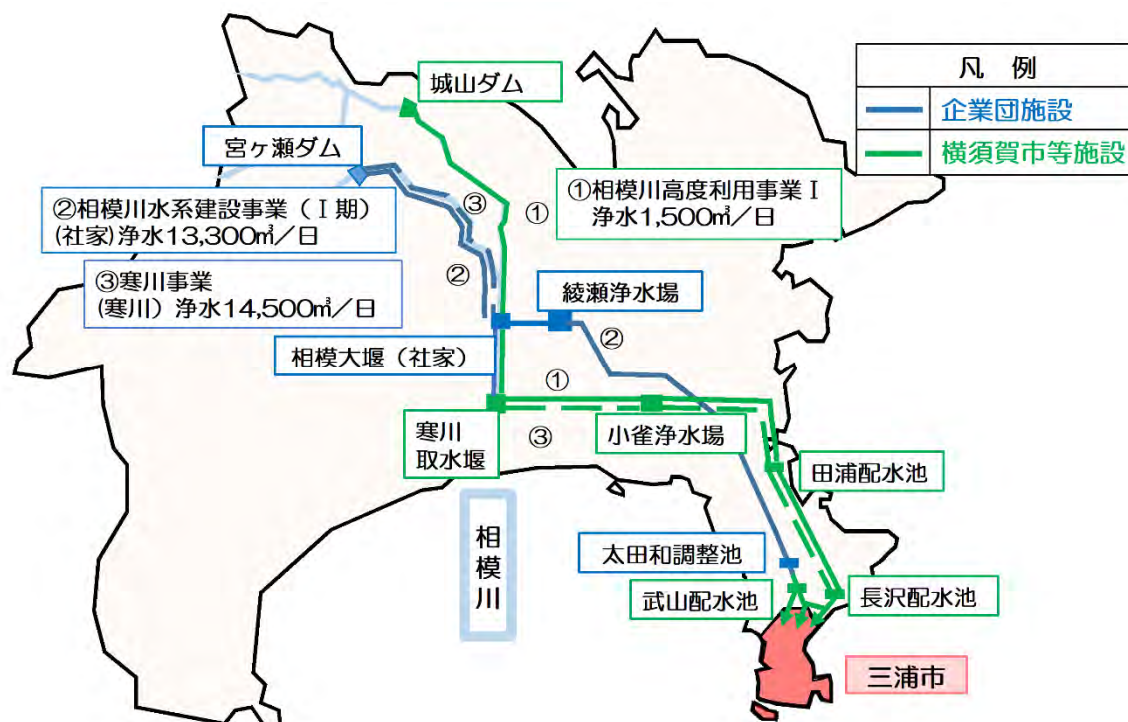 城山ダム
凡 例
企業団施設
横須賀市等施設
宮ヶ瀬ダム
①相模川高度利用事業Ⅰ
浄水1,500㎥/日
②相模川水系建設事業(Ⅰ期)
(社家)浄水13,300㎥/日
③寒川事業
(寒川)浄水14,500㎥/日
③
①
②
綾瀬浄水場
②
相模大堰(社家)
①
寒川
取水堰
③
小雀浄水場
田浦配水池
相模川
太田和調整池
武山配水池
長沢配水池
三浦市